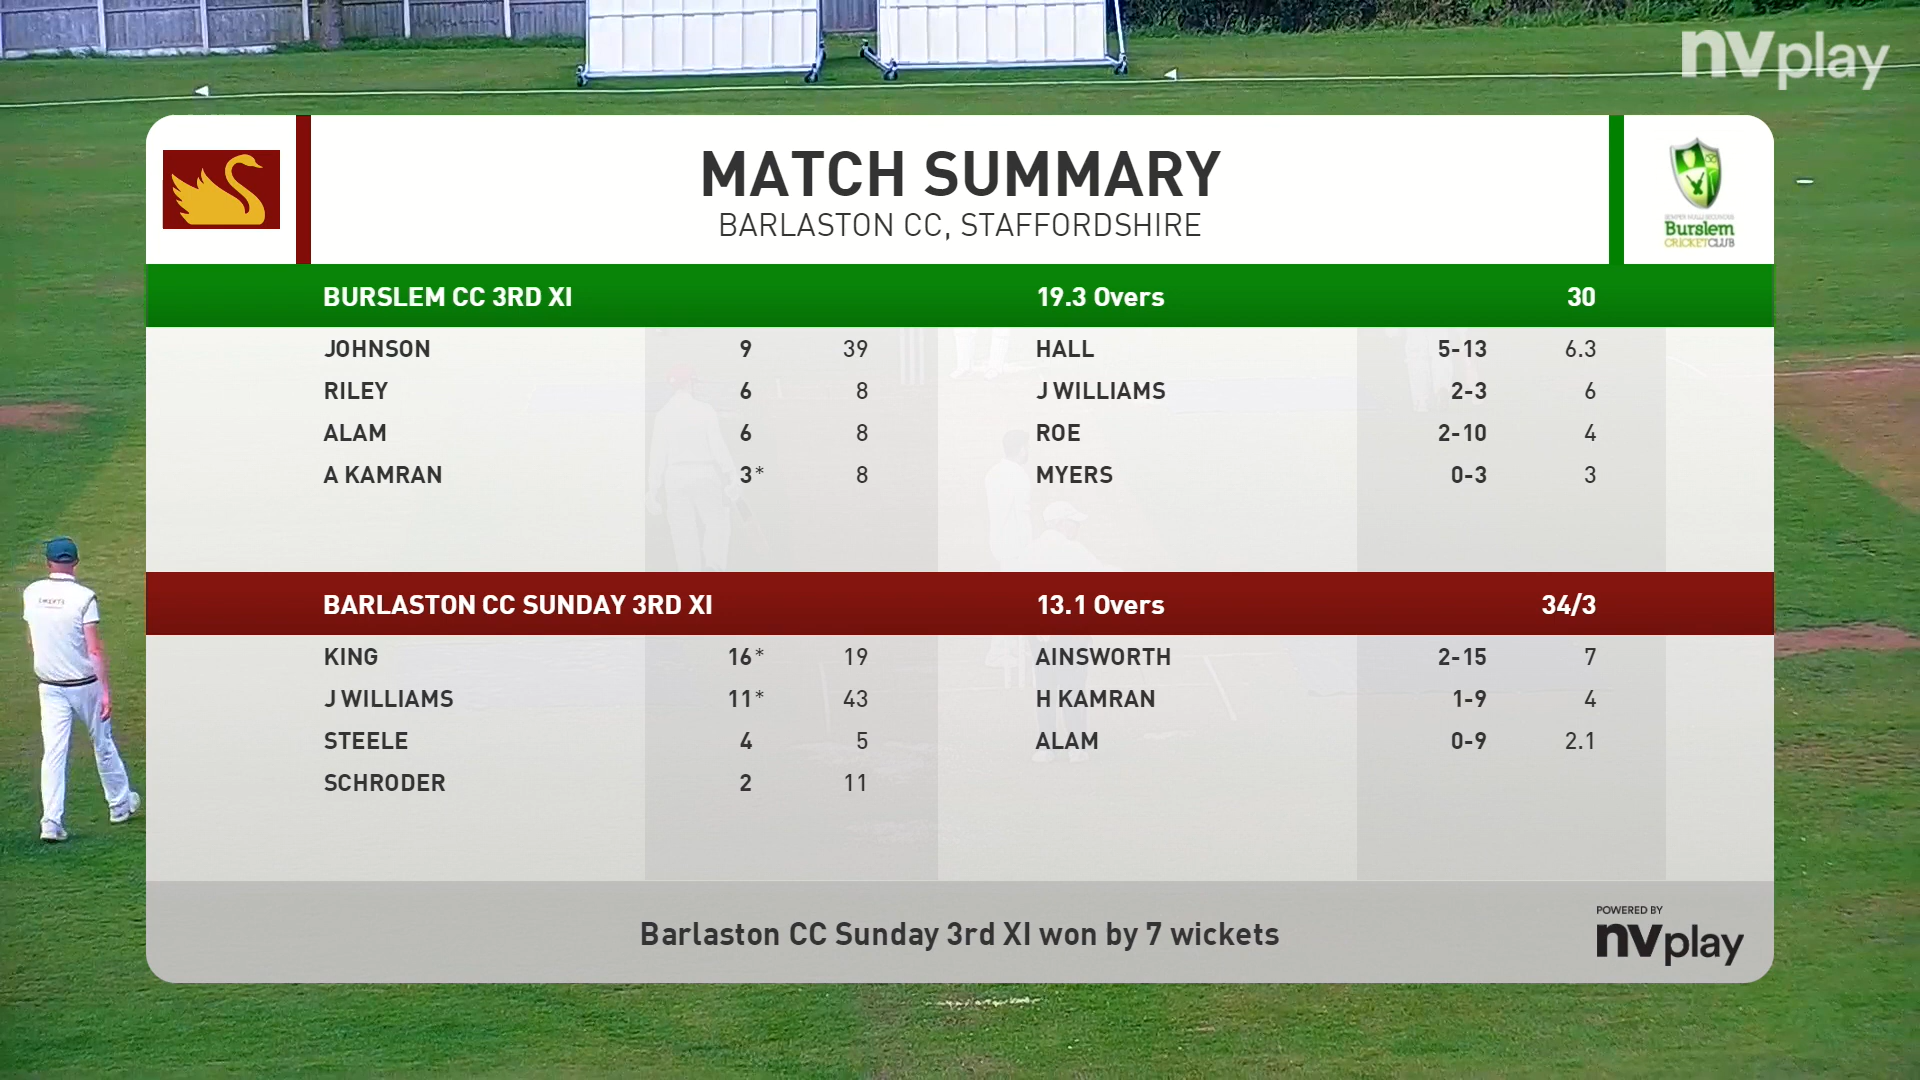 nvplay
MATCH SUMMARY
BARLASTON CC, STAFFORDSHIRE
Burslem
CRICKETCLUB
BURSLEM CC 3RD XI 19.3 Overs 30
JOHNSON 9 39 HALL 5-13 6.3
RILEY 6 8 J WILLIAMS 2-3 6
ALAM 6 8 ROE 2-10 4
A KAMRAN 3* 8 MYERS 0-3 3
BARLASTON CC SUNDAY 3RD XI 13.1 Overs 34/3
KING 16* 19 AINSWORTH 2-15 7
J WILLIAMS 11* 43 H KAMRAN 1-9 4
STEELE 4 5 ALAM 0-9 2.1
SCHRODER 2 11
Barlaston CC Sunday 3rd XI won by 7 wickets
POWERED BY
nvplay